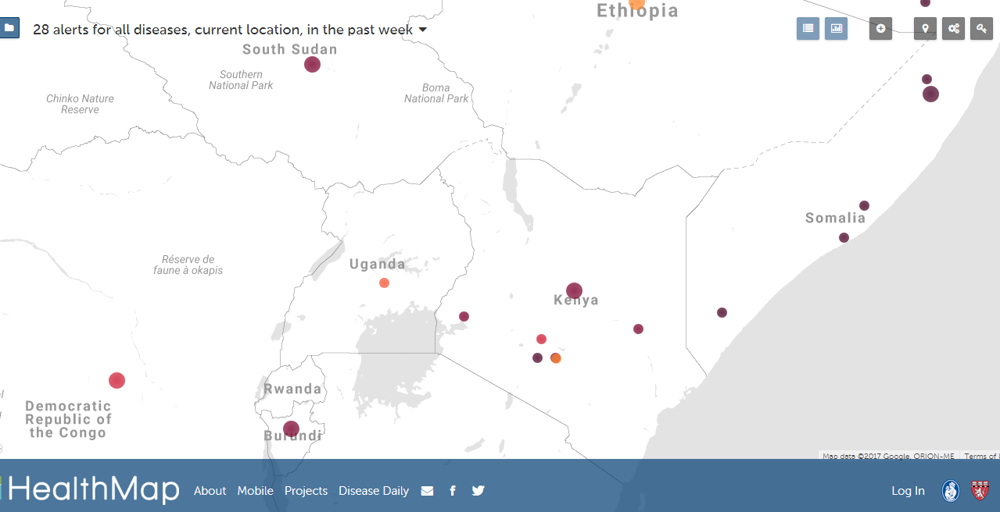 Ethiopia
28 alerts for all diseases, current location, in the past week
South Sudan
Southern
National Park
Boma
National Park
Chinko Nature
Reserve
Somalia
Réserve de
faune à okapis
Uganda
Kenya
Rwanda
Democratic
Republic of
the Congo
Burundi
Map data ©2017 Google, ORION-ME
Terms of
HealthMap
About
Mobile
Projects
Disease Daily
Log In